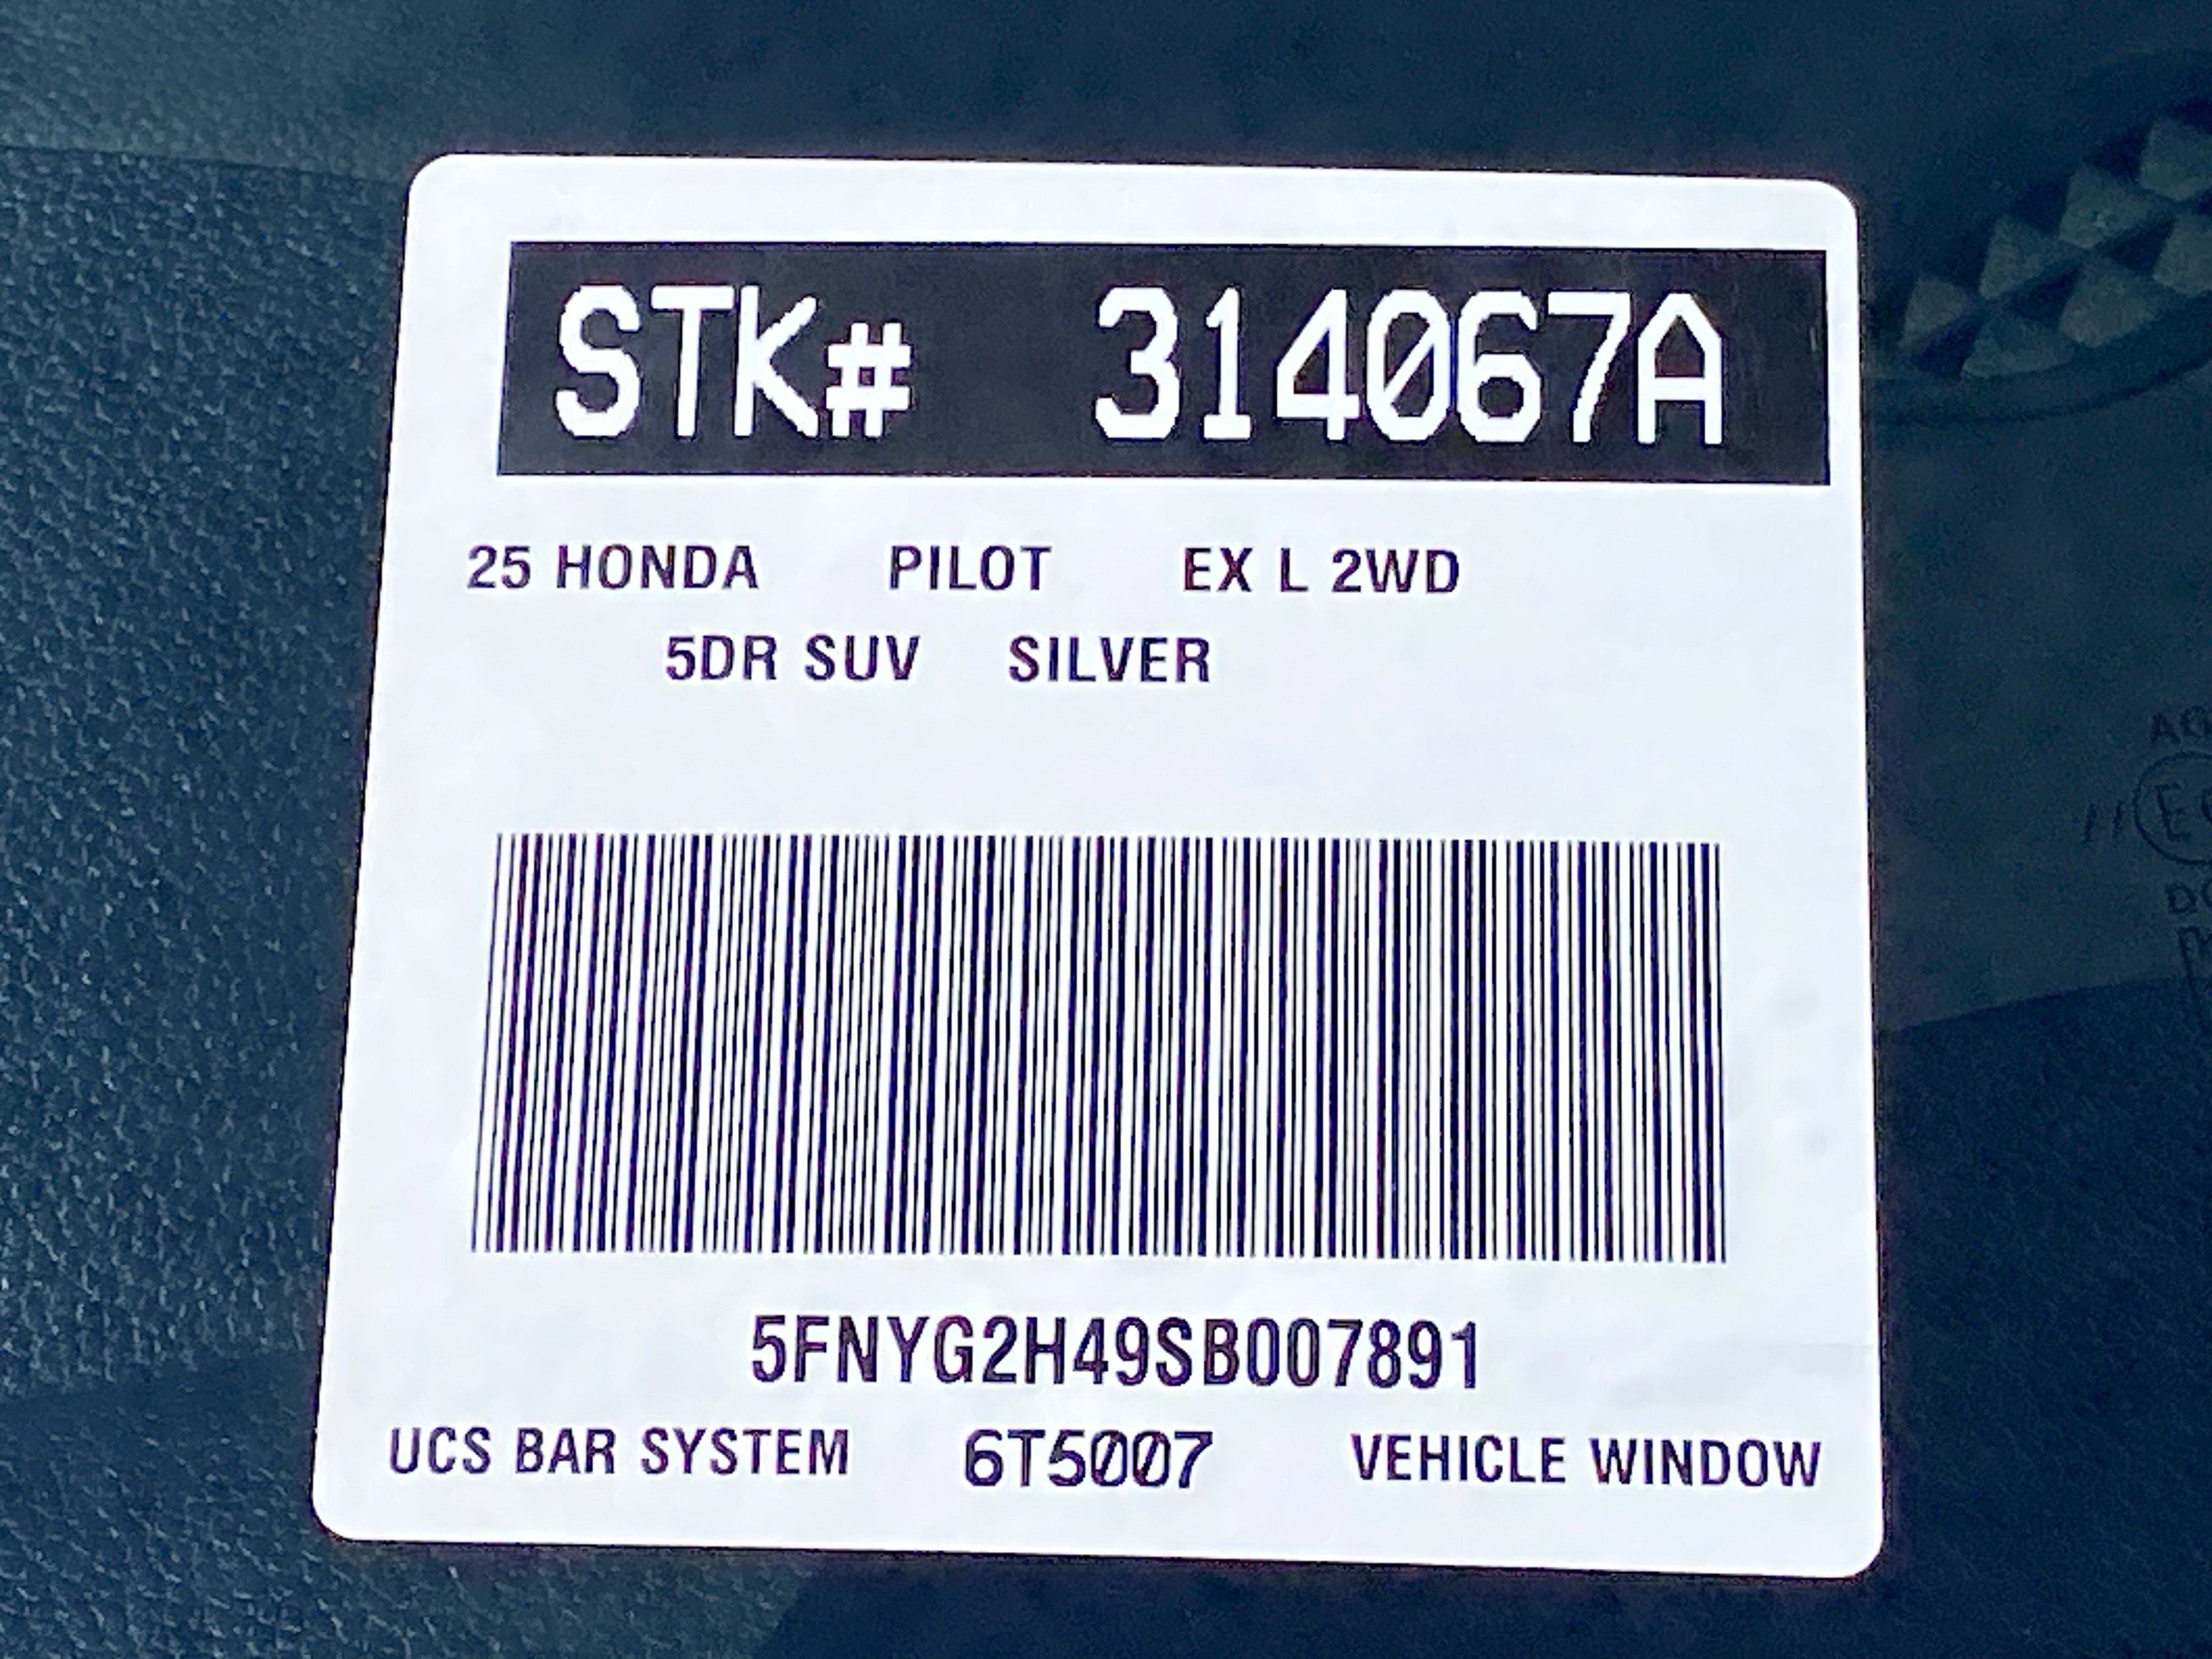 STK# 314067A
25 HONDA PILOT EX L 2WD
5DR SUV SILVER
5FNYG2H49SB007891
UCS BAR SYSTEM 6T5007 VEHICLE WINDOW